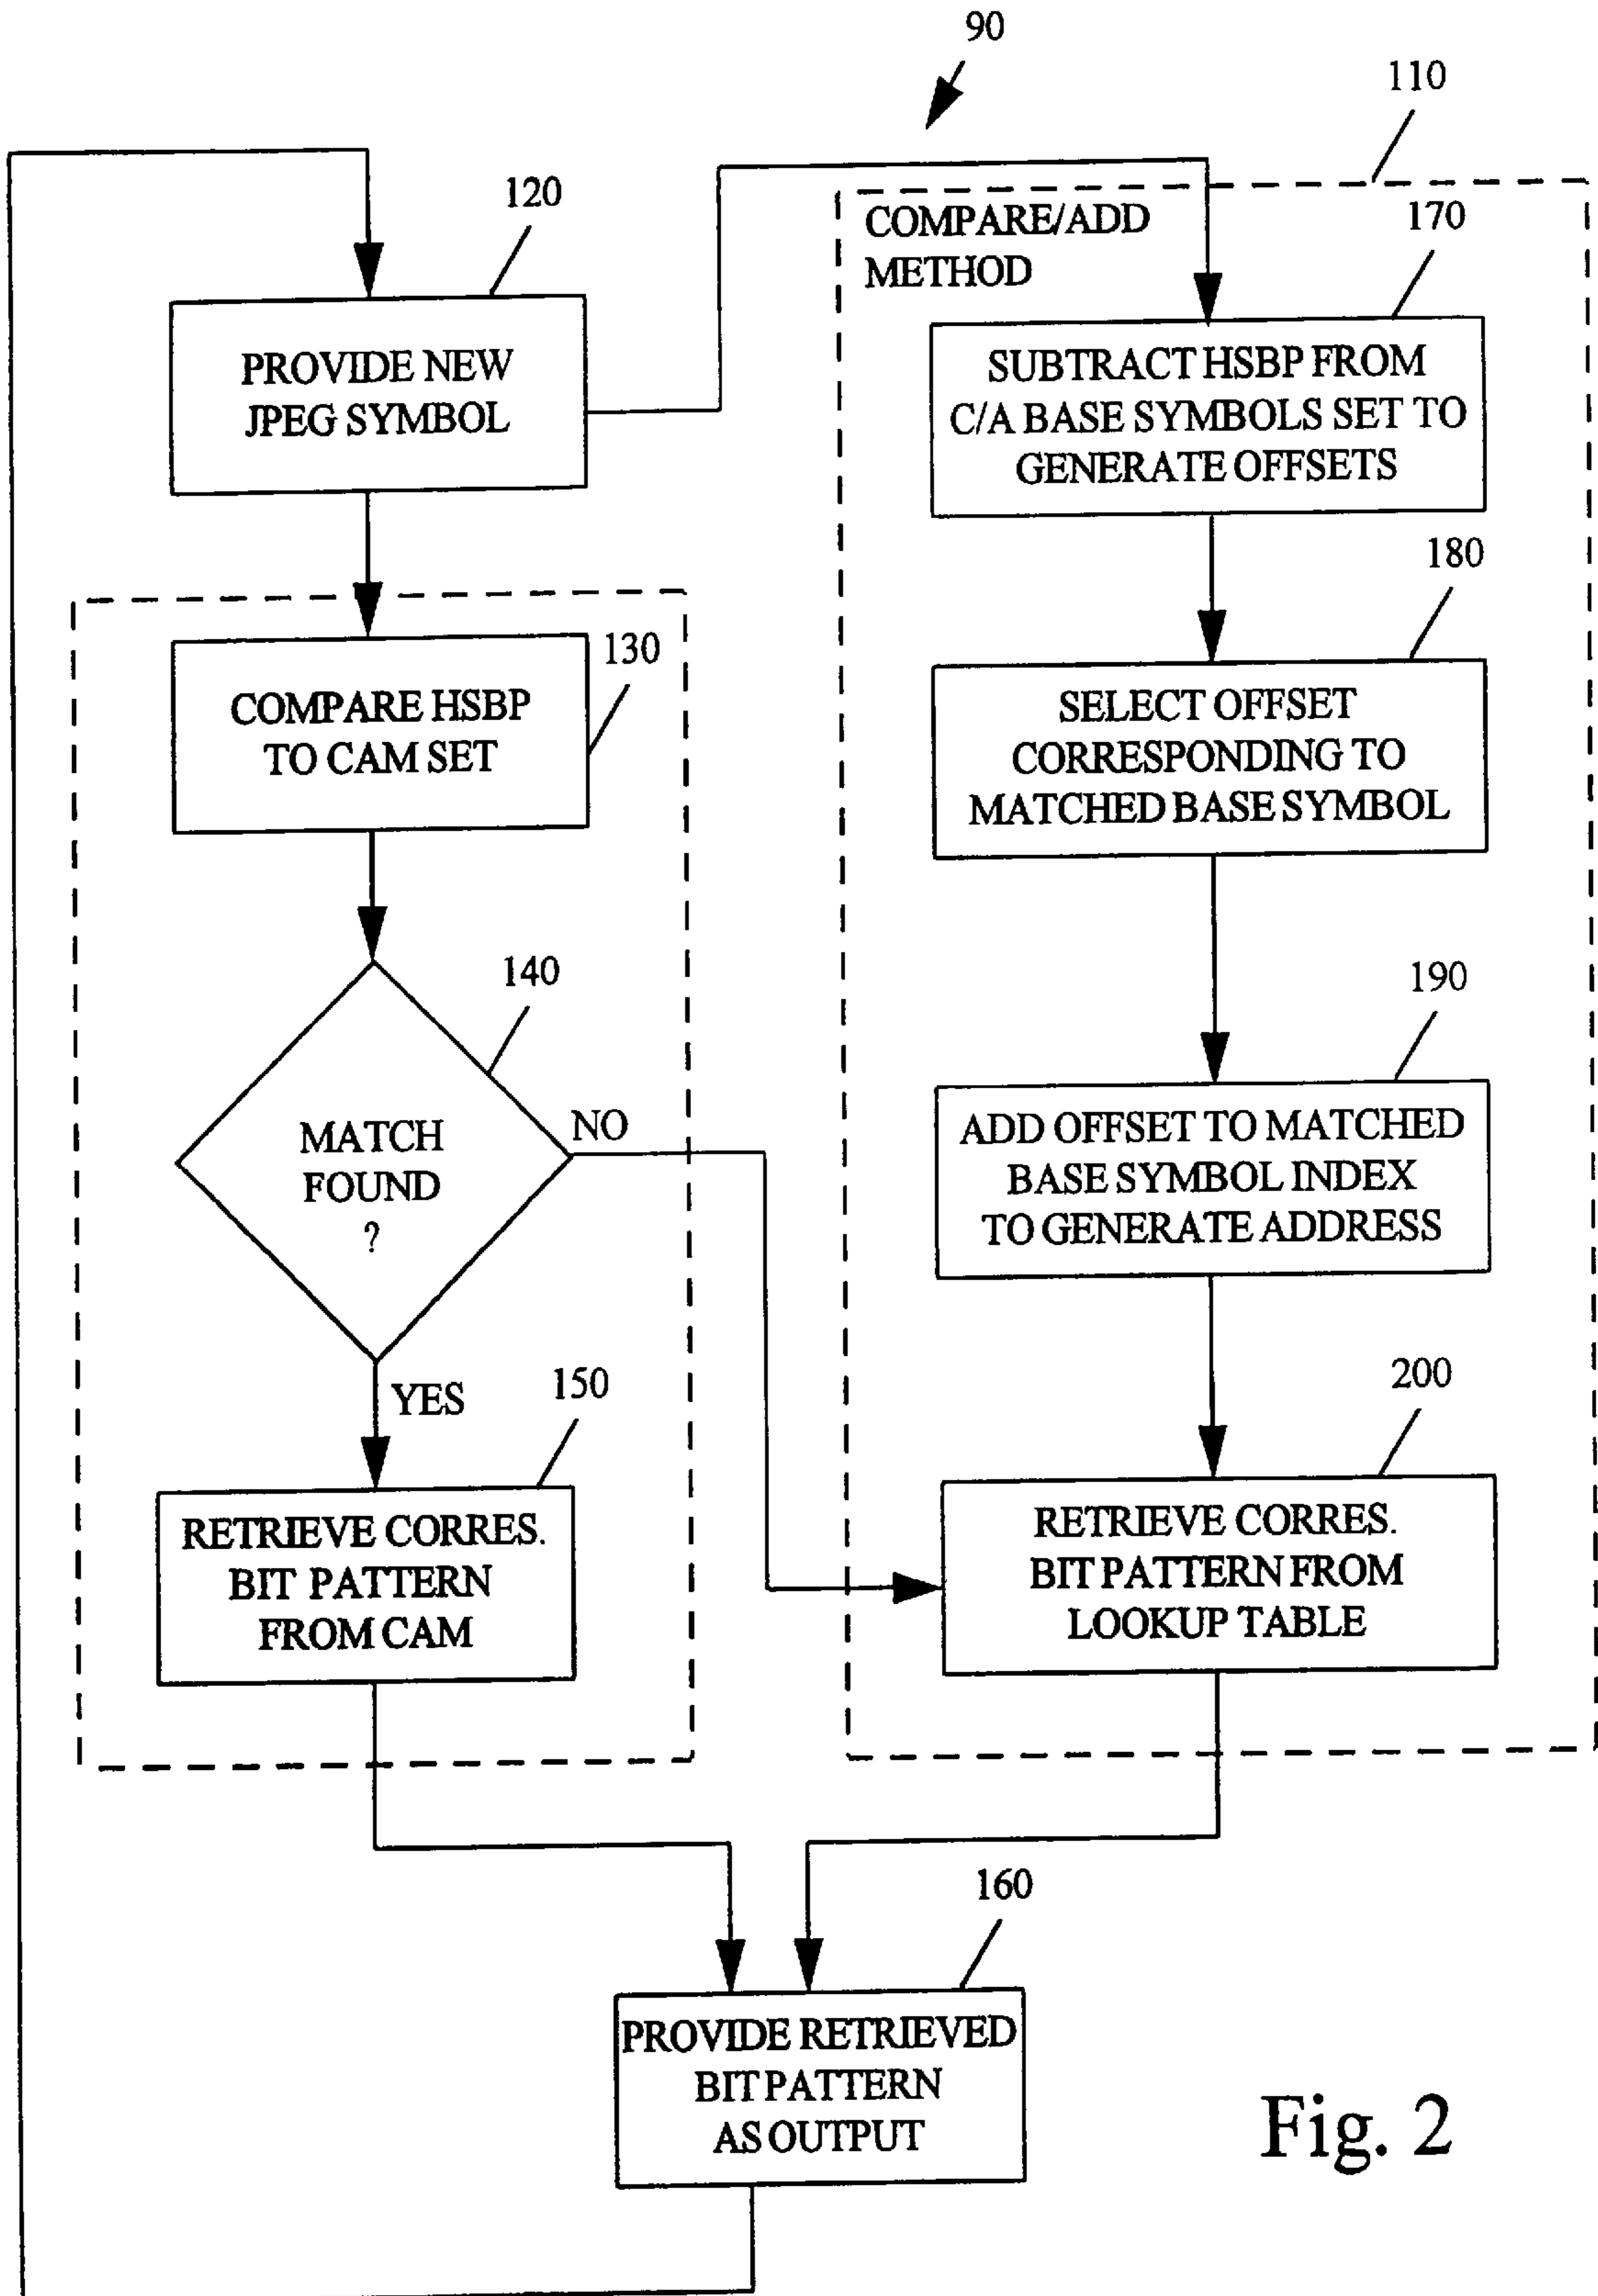 90
110
120
COMPARE/ADD
METHOD
170
PROVIDE NEW
JPEG SYMBOL
SUBTRACT HSBP FROM
C/A BASE SYMBOLS SET TO
GENERATE OFFSETS
180
130
COMPARE HSBP
TO CAM SET
SELECT OFFSET
CORRESPONDING TO
MATCHED BASE SYMBOL
140
190
MATCH
FOUND
?
NO
ADD OFFSET TO MATCHED
BASE SYMBOL INDEX
TO GENERATE ADDRESS
YES
150
200
RETRIEVE CORRES.
BIT PATTERN
FROM CAM
RETRIEVE CORRES.
BIT PATTERN FROM
LOOKUP TABLE
160
PROVIDE RETRIEVED
BIT PATTERN
AS OUTPUT
Fig. 2